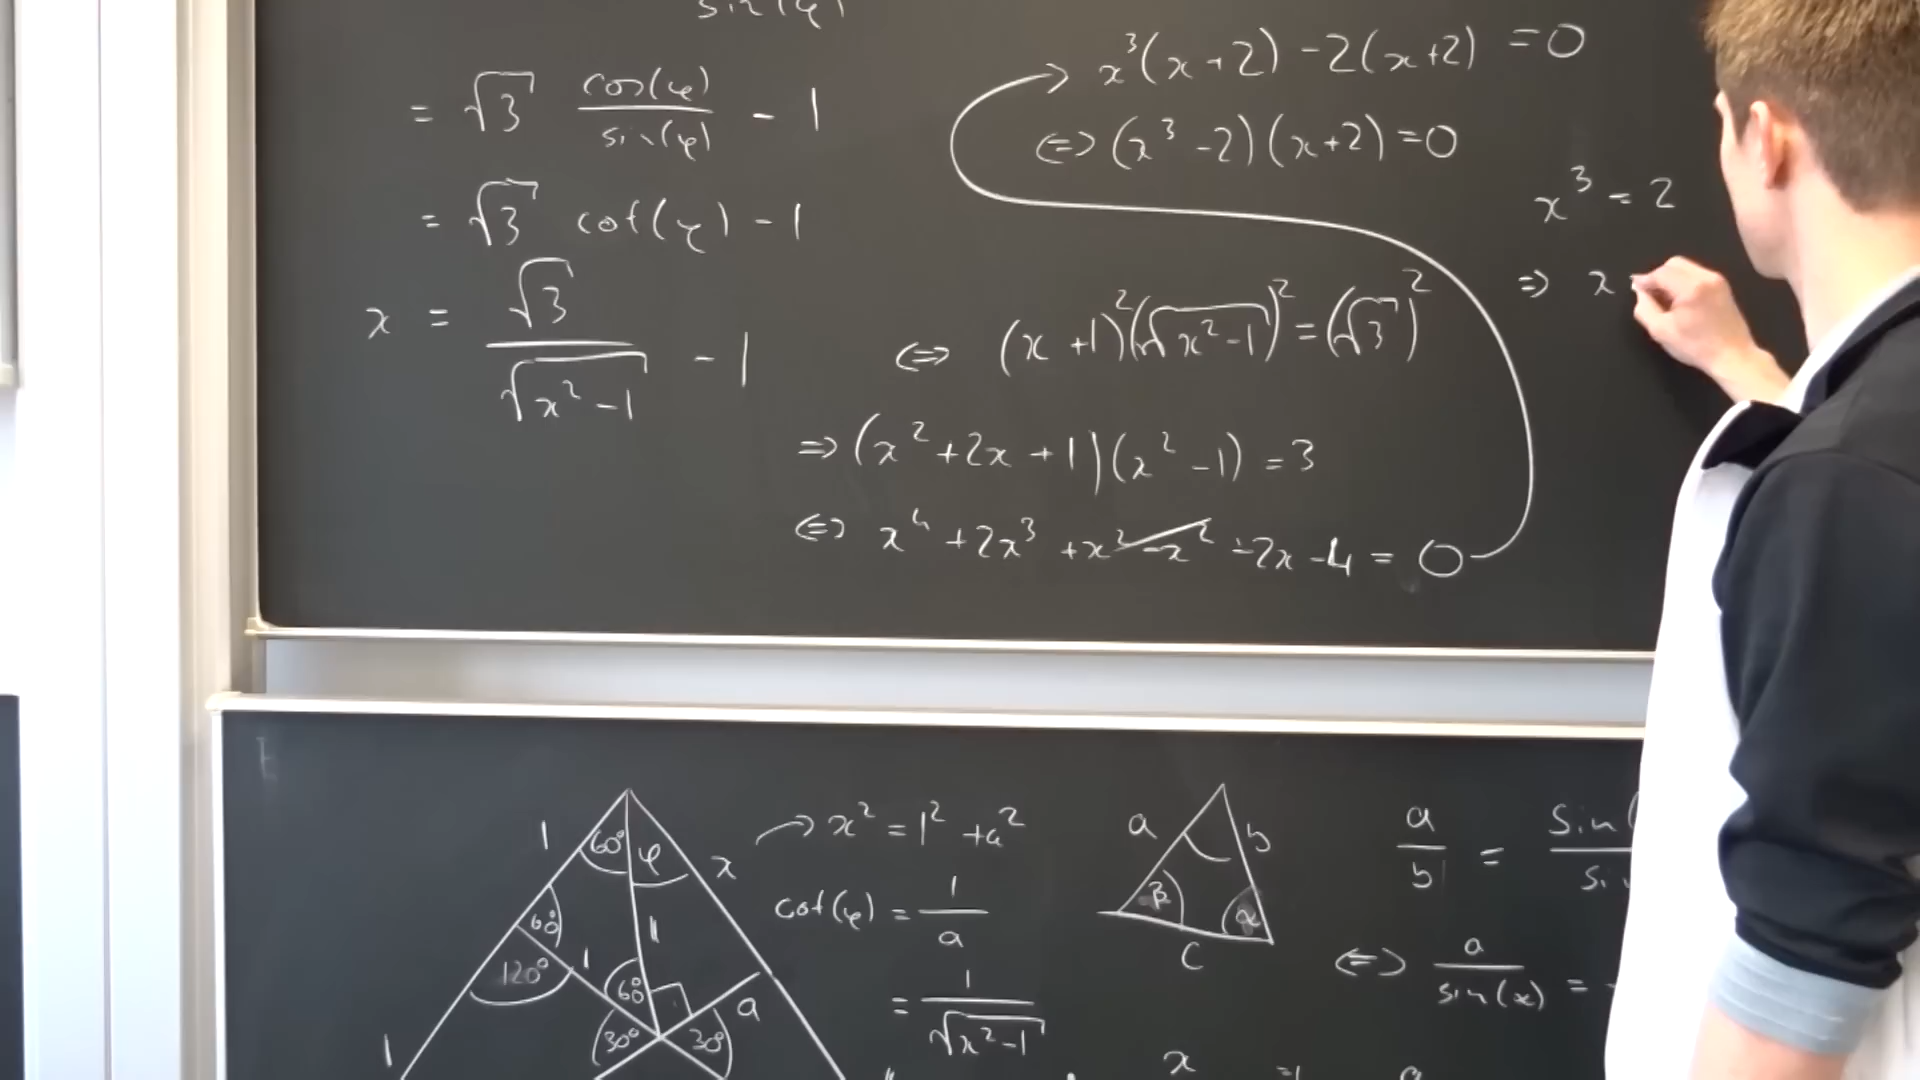 sin(φ)
= √3 cos(φ)/sin(φ) - 1
= √3 cot(φ) - 1
x = √3/√(x² - 1) - 1
x³(x + 2) - 2(x + 2) = 0
⇔ (x³ - 2)(x + 2) = 0
x³ = 2
⇒ x
⇔ (x + 1)²(√(x² - 1))² = (√3)²
⇒ (x² + 2x + 1)(x² - 1) = 3
⇔ x⁴ + 2x³ + x² - x² - 2x - 4 = 0
1 60° φ x
60° 1
120° 1 60° a
1 30° 30°
→ x² = 1² + a²
cot(φ) = 1/a
= 1/√(x² - 1)
a b
β α
c
a/b = sin(
⇔ a/sin(α) =
x